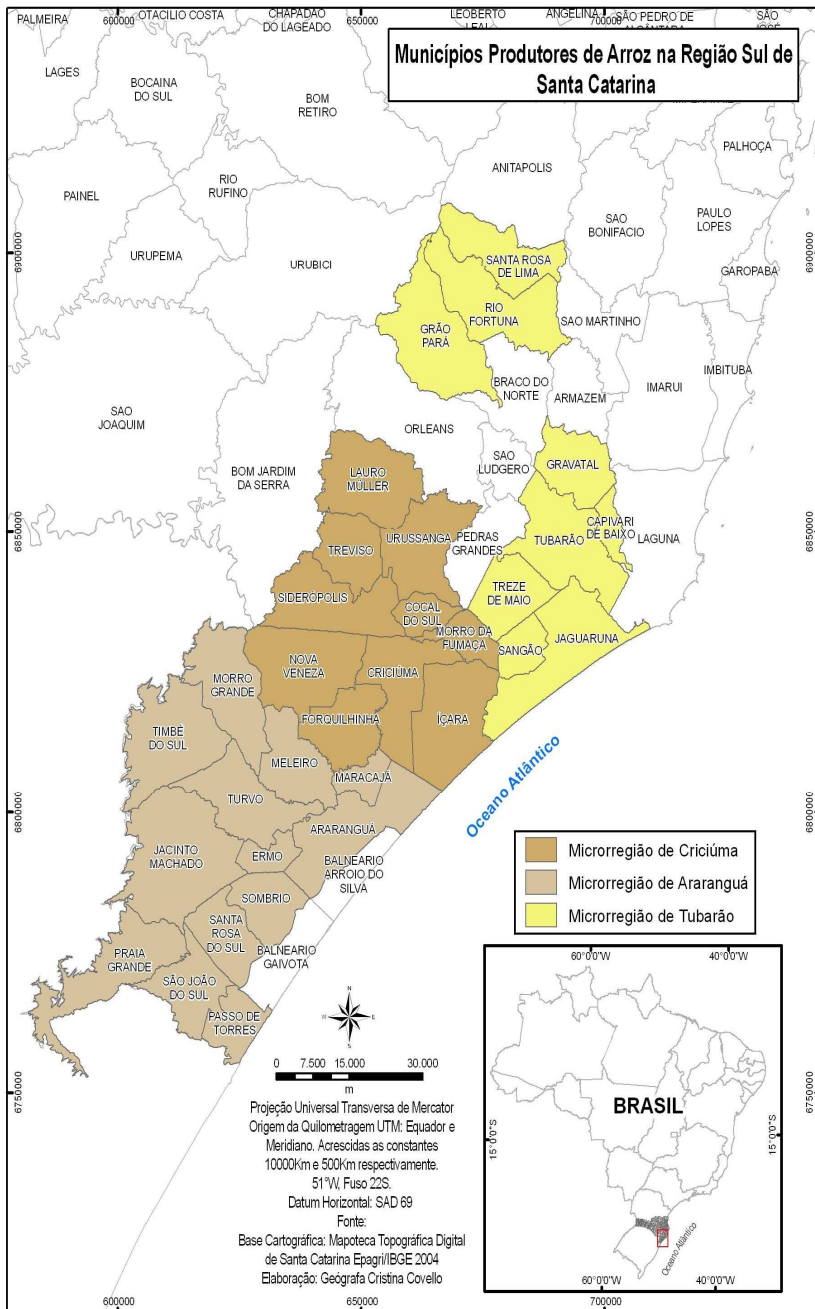 600000
650000
700000
PALMEIRA
OTACILIO COSTA
CHAPADAO
DO LAGEADO
LEOBERTO
LEAL
ANGELINA
SÃO PEDRO DE
ALCÂNTARA
SÃO
JOSÉ
Municípios Produtores de Arroz na Região Sul de
Santa Catarina
LAGES
BOCAINA
DO SUL
BOM
RETIRO
PALHOÇA
ANITAPOLIS
PAINEL
RIO
RUFINO
SAO
BONIFACIO
PAULO
LOPES
6900000
URUPEMA
URUBICI
SANTA ROSA
DE LIMA
GAROPABA
RIO
FORTUNA
SAO MARTINHO
GRÃO
PARÁ
IMBITUBA
BRACO DO
NORTE
IMARUI
ARMAZEM
SAO
JOAQUIM
ORLEANS
BOM JARDIM
DA SERRA
SAO
LUDGERO
GRAVATAL
LAURO
MÜLLER
6850000
6850000
6900000
CAPIVARI
DE BAIXO
URUSSANGA
PEDRAS
GRANDES
TUBARÃO
LAGUNA
TREVISO
SIDEROPOLIS
TREZE
DE MAIO
COCAL
DO SUL
MORRO DA
FUMAÇA
JAGUARUNA
SANGÃO
NOVA
VENEZA
CRICIÚMA
MORRO
GRANDE
FORQUILHINHA
IÇARA
TIMBÉ
DO SUL
MELEIRO
MARACAJÁ
Oceano Atlântico
TURVO
6800000
6800000
ARARANGUÁ
JACINTO
MACHADO
ERMO
BALNEARIO
ARROIO DO
SILVA
SOMBRIO
SANTA
ROSA
DO SUL
BALNEARIO
GAIVOTA
PRAIA
GRANDE
SÃO JOÃO
DO SUL
PASSO DE
TORRES
Microrregião de Criciúma
Microrregião de Araranguá
Microrregião de Tubarão
N
W
E
S
0 7.500 15.000 30.000
m
6750000
6750000
Projeção Universal Transversa de Mercator
Origem da Quilometragem UTM: Equador e
Meridiano. Acrescidas as constantes
10000Km e 500Km respectivamente.
51°W, Fuso 22S.
Datum Horizontal: SAD 69
Fonte:
Base Cartográfica: Mapoteca Topográfica Digital
de Santa Catarina Epagri/IBGE 2004
Elaboração: Geógrafa Cristina Covello
60°0'0"W
40°0'0"W
BRASIL
15°0'0"S
15°0'0"S
Oceano Atlântico
60°0'0"W
40°0'0"W
600000
650000
700000